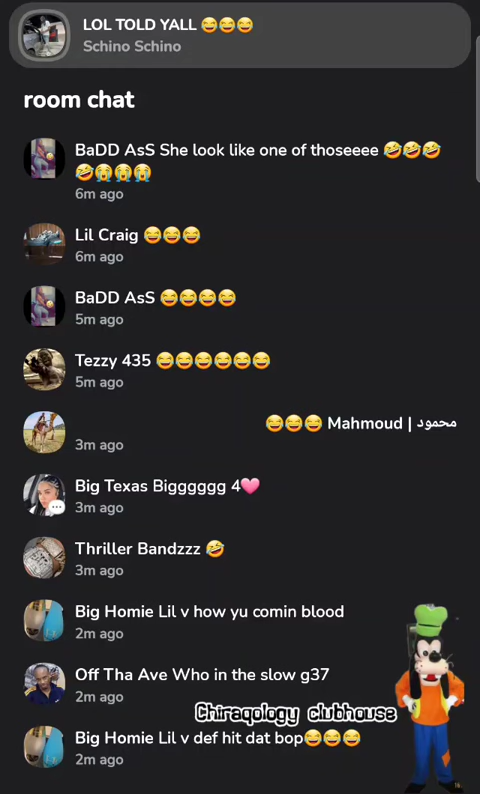 LOL TOLD YALL 😂😂😂
Schino Schino
room chat
BaDD AsS She look like one of thoseeee 🤣🤣🤣
🤣😭😭😭
6m ago
Lil Craig 😂😂😂
6m ago
BaDD AsS 😂😂😂😂
5m ago
Tezzy 435 😂😂😂😂😂😂
5m ago
محمود | Mahmoud 😂😂😂
3m ago
Big Texas Bigggggg 4🩷
3m ago
Thriller Bandzzz 🤣
3m ago
Big Homie Lil v how yu comin blood
2m ago
Off Tha Ave Who in the slow g37
2m ago
Chiraqology clubhouse
Big Homie Lil v def hit dat bop😂😂😂
2m ago